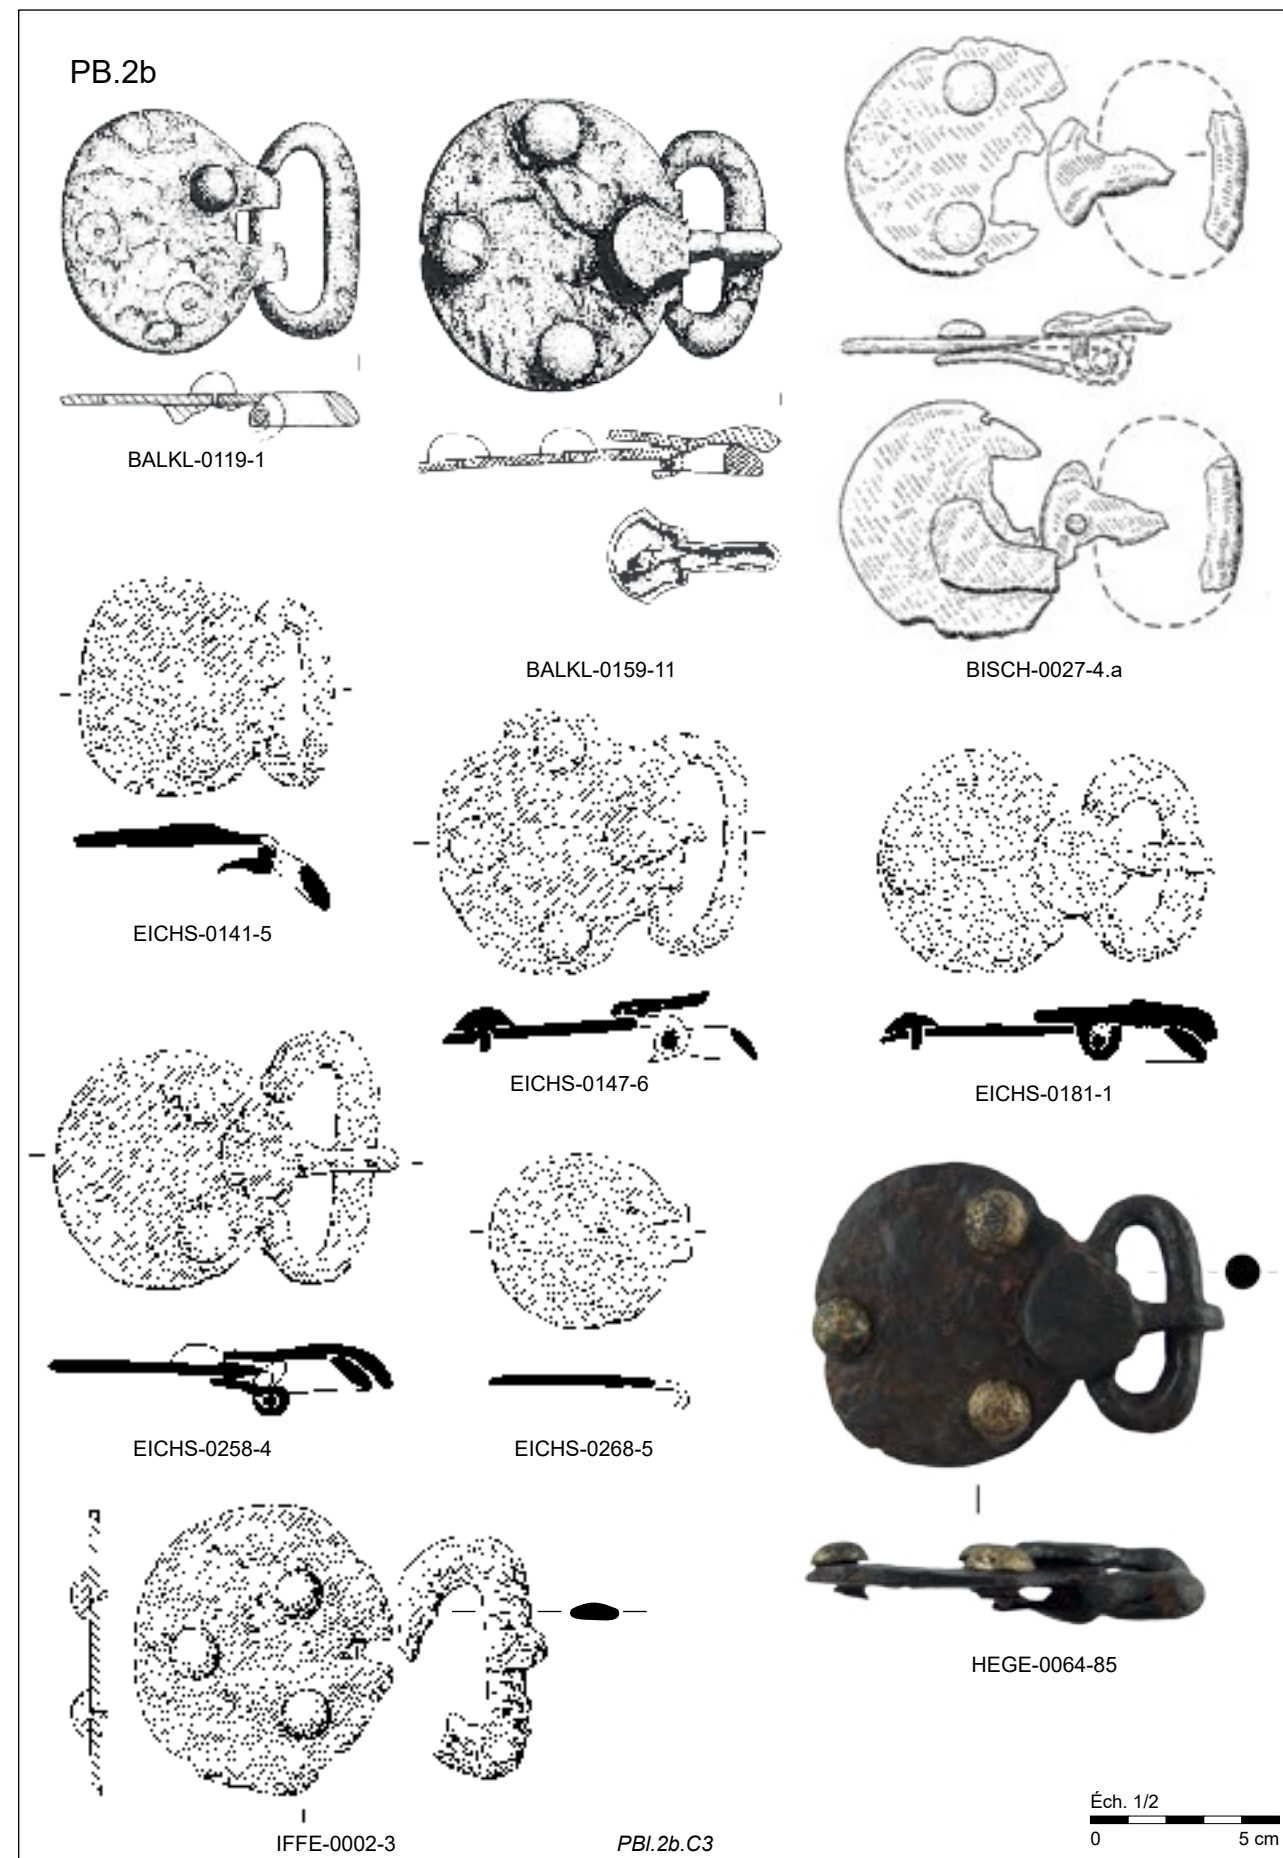 PB.2b
BALKL-0119-1
BALKL-0159-11
BISCH-0027-4.a
EICHS-0141-5
EICHS-0147-6
EICHS-0181-1
EICHS-0258-4
EICHS-0268-5
HEGE-0064-85
IFFE-0002-3
PBI.2b.C3
Éch. 1/2
0 5 cm